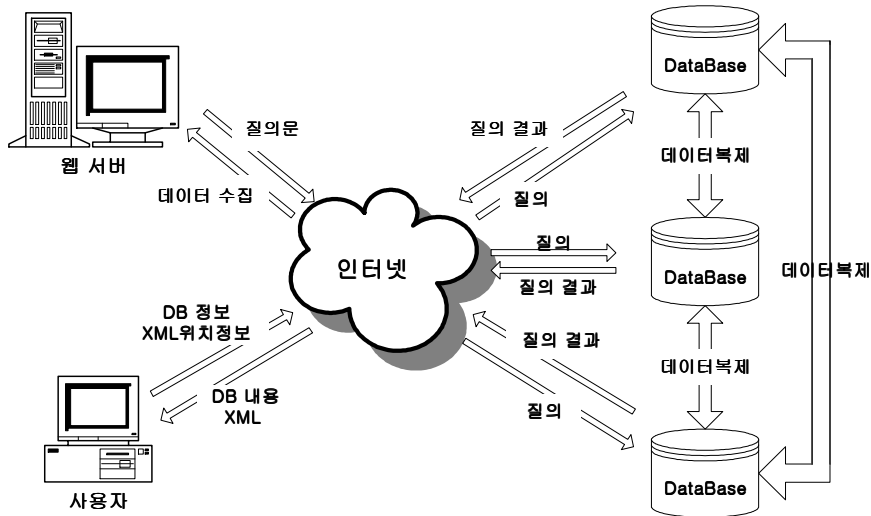 DataBase
질의문
질의 결과
웹 서버
데이터복제
데이터 수집
질의
질의
인터넷
DataBase
데이터복제
질의 결과
DB 정보
XML위치정보
질의 결과
데이터복제
DB 내용
XML
질의
사용자
DataBase